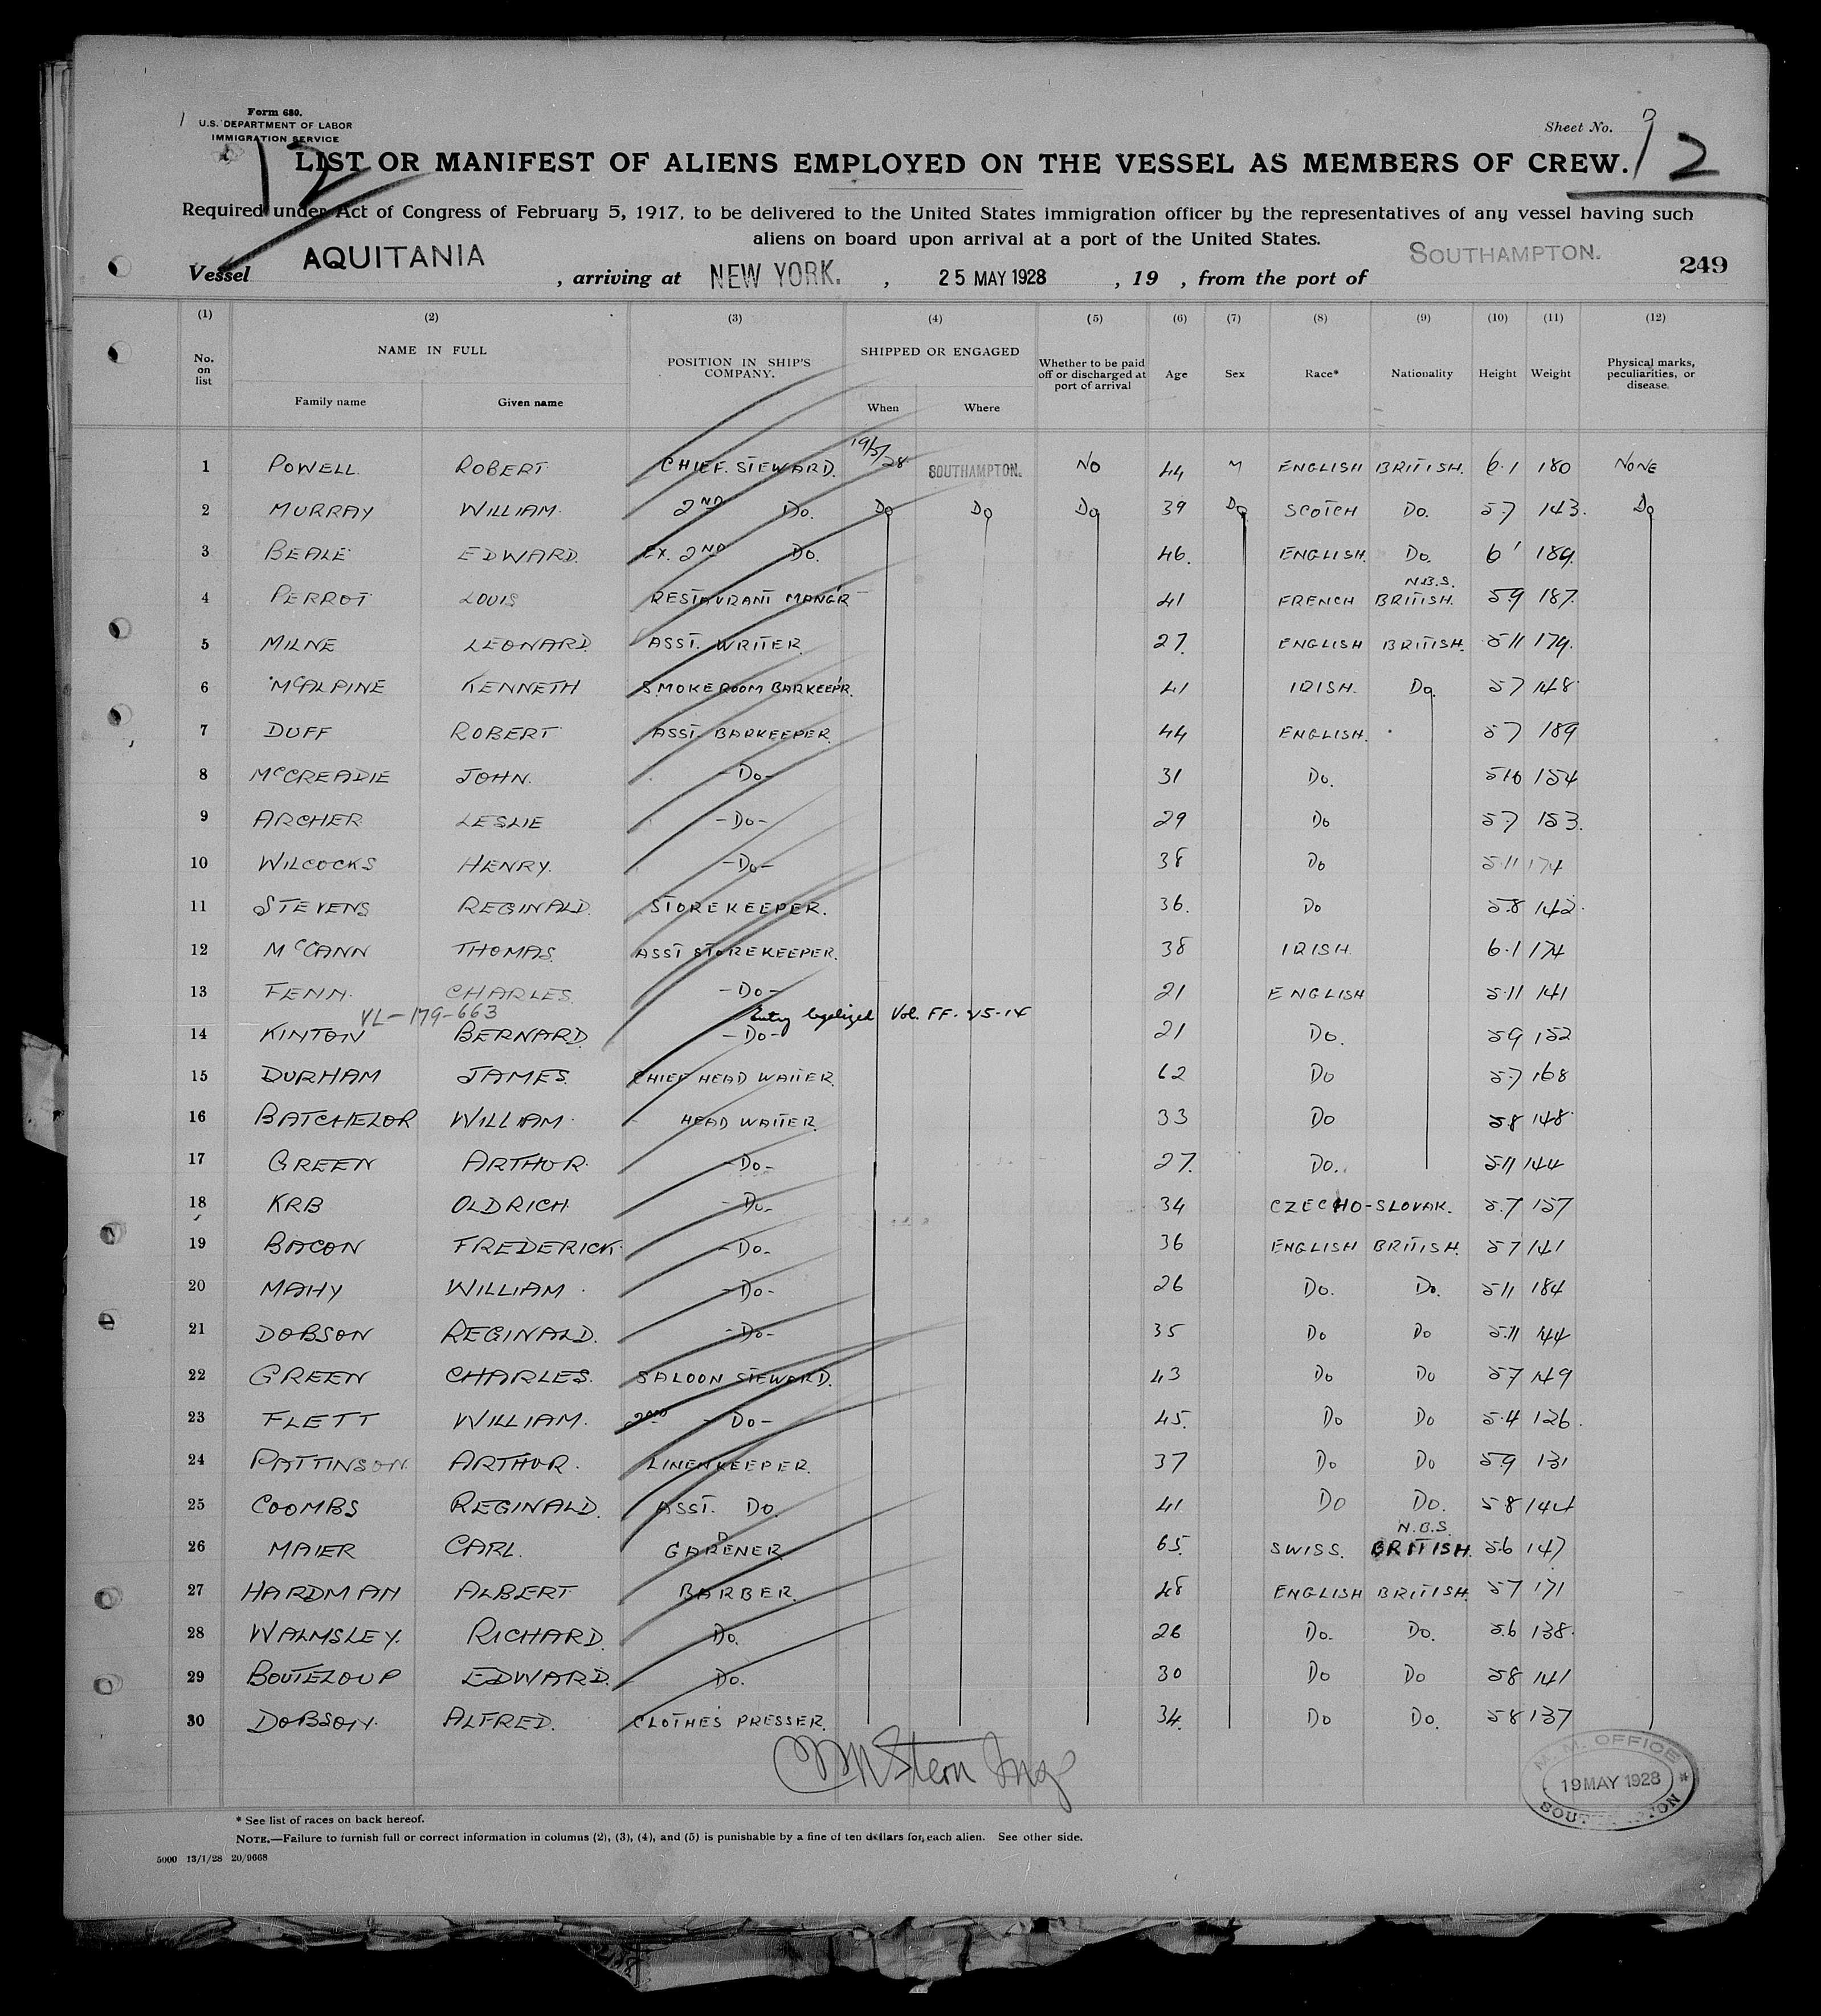 Form 680.
U.S. DEPARTMENT OF LABOR
IMMIGRATION SERVICE
Sheet No. 9
12
12
LIST OR MANIFEST OF ALIENS EMPLOYED ON THE VESSEL AS MEMBERS OF CREW.
Required under Act of Congress of February 5, 1917, to be delivered to the United States immigration officer by the representatives of any vessel having such
aliens on board upon arrival at a port of the United States.
Vessel AQUITANIA , arriving at NEW YORK. , 25 MAY 1928 , 19 , from the port of SOUTHAMPTON. 249
(1) (2) (3) (4) (5) (6) (7) (8) (9) (10) (11) (12)
No. on list NAME IN FULL POSITION IN SHIP'S COMPANY. SHIPPED OR ENGAGED Whether to be paid off or discharged at port of arrival Age Sex Race* Nationality Height Weight Physical marks, peculiarities, or disease.
Family name Given name When Where
1 POWELL. ROBERT CHIEF. STEWARD. 19/5/28 SOUTHAMPTON. NO 44 M ENGLISH BRITISH. 6.1 180 NONE
2 MURRAY WILLIAM. 2ND Do. Do Do Do 39 Do SCOTCH Do. 5.7 143. Do
3 BEALE EDWARD. EX. 2ND Do. 46. ENGLISH. Do. 6' 189.
4 PERROT LOUIS RESTAURANT MANG'R 41 FRENCH N.B.S. BRITISH. 5.9 187.
5 MILNE LEONARD. ASST. WRITER. 27. ENGLISH BRITISH. 5 11 179.
6 McALPINE KENNETH SMOKEROOM BARKEEP'R. 41 IRISH. Do. 5 7 148
7 DUFF ROBERT ASST. BARKEEPER. 44 ENGLISH. 5 7 189
8 McCREADIE JOHN. -Do- 31 Do. 5 10 154
9 ARCHER LESLIE -Do- 29 Do 5.7 153.
10 WILCOCKS HENRY. -Do- 38 Do 5.11 174
11 STEVENS REGINALD. STOREKEEPER. 36. Do 5.8 142.
12 McCANN THOMAS. ASST STOREKEEPER. 38 IRISH. 6.1 174
13 FENN. CHARLES. -Do- 21 ENGLISH 5.11 141
VL-179-663 Entry legalized Vol. FF.
14 KINTON BERNARD. -Do- 21 Do. 5 9 152
15 DURHAM JAMES. CHIEF HEAD WAITER. 62 Do 5.7 168
16 BATCHELOR WILLIAM. HEAD WAITER. 33 Do 5.8 148
17 GREEN ARTHUR. -Do- 27. Do. 5 11 144
18 KRB OLDRICH. -Do- 34 CZECHO-SLOVAK. 5.7 157
19 BACON FREDERICK. -Do- 36 ENGLISH BRITISH. 5 7 141
20 MAHY WILLIAM. -Do- 26 Do. Do. 5 11 184
21 DOBSON REGINALD. -Do- 35 Do Do 5.11 144
22 GREEN CHARLES. SALOON STEWARD. 43 Do Do 5 7 149
23 FLETT WILLIAM. 2ND -Do- 45. Do Do 5.4 126.
24 PATTINSON. ARTHUR. LINENKEEPER. 37 Do Do 5.9 131
25 COOMBS REGINALD. ASST. Do. 41 Do Do. 5 8 144
26 MAIER CARL. GARDENER 65. SWISS. N.B.S. BRITISH. 5.6 147
27 HARDMAN ALBERT BARBER. 48 ENGLISH BRITISH. 5 7 171
28 WALMSLEY. RICHARD. Do. 26 Do. Do. 5.6 138.
29 BOUTELOUP EDWARD. Do. 30 Do Do 5 8 141
30 DOBSON. ALFRED. CLOTHES PRESSER. 34. Do Do. 5 8 137
Stern
M. M. OFFICE
19 MAY 1928
* See list of races on back hereof.
NOTE.—Failure to furnish full or correct information in columns (2), (3), (4), and (5) is punishable by a fine of ten dollars for each alien. See other side.
5000 13/1/28 20/9668